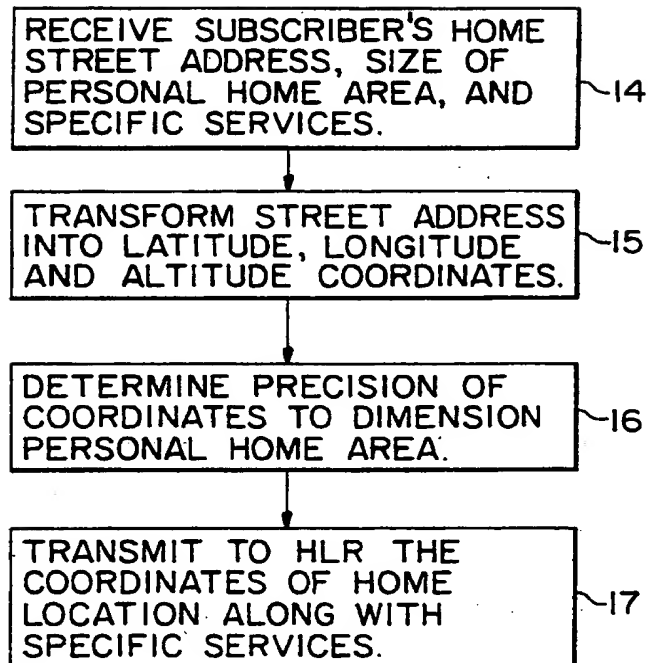 RECEIVE SUBSCRIBER'S HOME
STREET ADDRESS, SIZE OF
PERSONAL HOME AREA, AND
SPECIFIC SERVICES.
14
TRANSFORM STREET ADDRESS
INTO LATITUDE, LONGITUDE
AND ALTITUDE COORDINATES.
15
DETERMINE PRECISION OF
COORDINATES TO DIMENSION
PERSONAL HOME AREA.
16
TRANSMIT TO HLR THE
COORDINATES OF HOME
LOCATION ALONG WITH
SPECIFIC SERVICES.
17